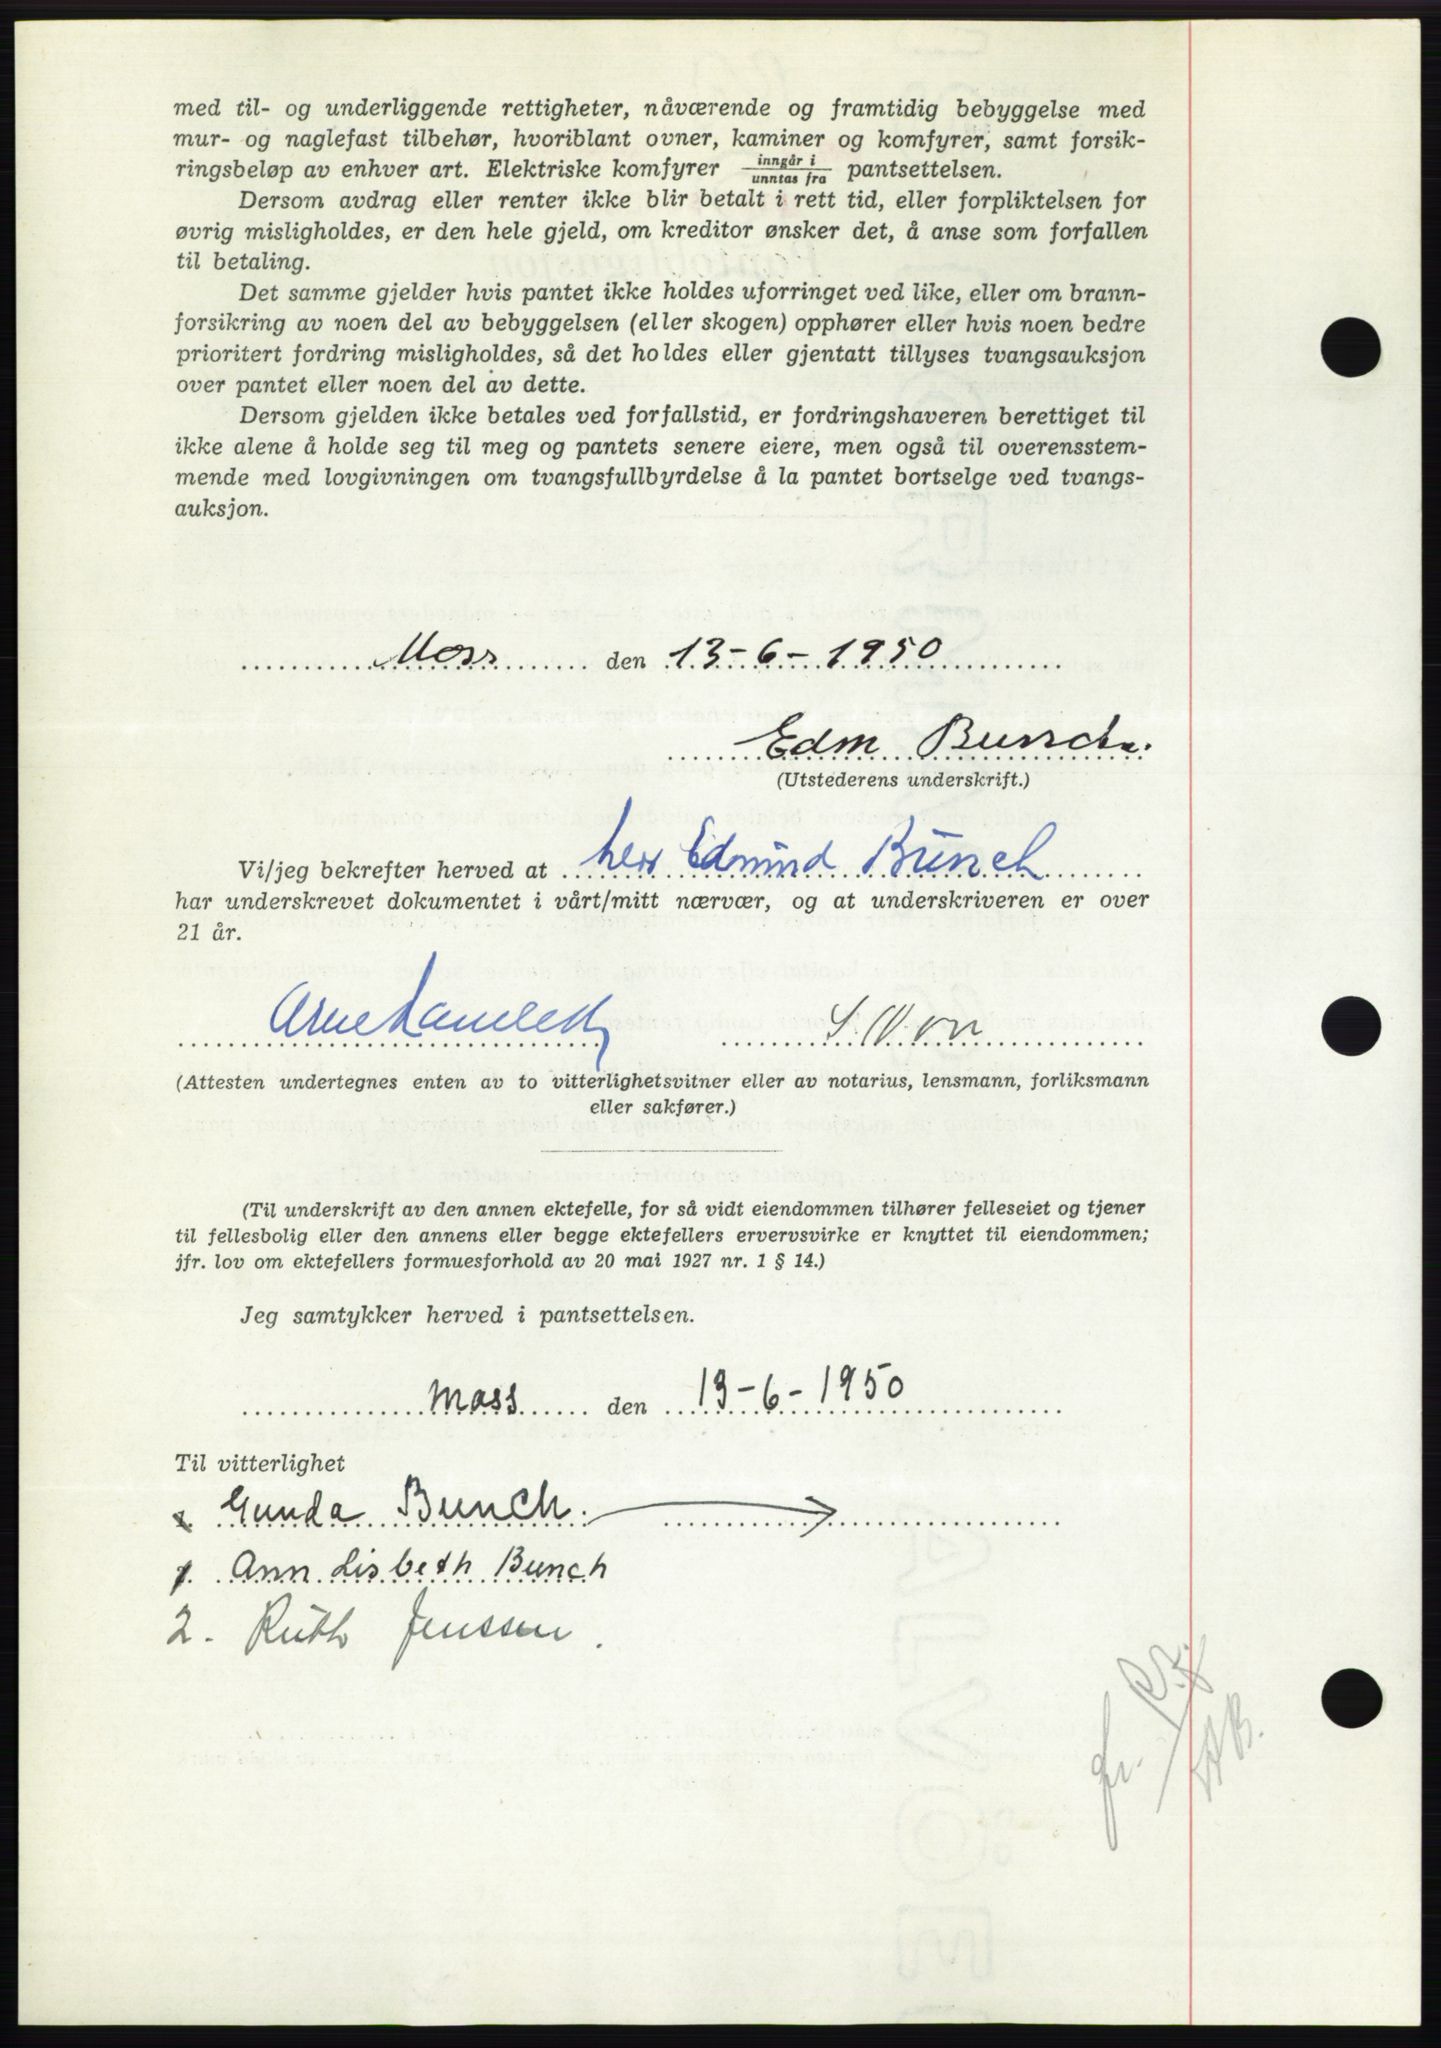 med til- og underliggende rettigheter, nåværende og framtidig bebyggelse med
mur- og naglefast tilbehør, hvoriblant ovner, kaminer og komfyrer, samt forsik-
ringsbeløp av enhver art. Elektriske komfyrer inngår i / unntas fra pantsettelsen.
Dersom avdrag eller renter ikke blir betalt i rett tid, eller forpliktelsen for
øvrig misligholdes, er den hele gjeld, om kreditor ønsker det, å anse som forfallen
til betaling.
Det samme gjelder hvis pantet ikke holdes uforringet ved like, eller om brann-
forsikring av noen del av bebyggelsen (eller skogen) opphører eller hvis noen bedre
prioritert fordring misligholdes, så det holdes eller gjentatt tillyses tvangsauksjon
over pantet eller noen del av dette.
Dersom gjelden ikke betales ved forfallstid, er fordringshaveren berettiget til
ikke alene å holde seg til meg og pantets senere eiere, men også til overensstem-
mende med lovgivningen om tvangsfullbyrdelse å la pantet bortselge ved tvangs-
auksjon.
Moss den 13-6-1950
Edm Bunch.
(Utstederens underskrift.)
Vi/jeg bekrefter herved at herr Edmund Bunch
har underskrevet dokumentet i vårt/mitt nærvær, og at underskriveren er over
21 år.
Arne
(Attesten undertegnes enten av to vitterlighetsvitner eller av notarius, lensmann, forliksmann
eller sakfører.)
(Til underskrift av den annen ektefelle, for så vidt eiendommen tilhører felleseiet og tjener
til fellesbolig eller den annens eller begge ektefellers ervervsvirke er knyttet til eiendommen;
jfr. lov om ektefellers formuesforhold av 20 mai 1927 nr. 1 § 14.)
Jeg samtykker herved i pantsettelsen.
Moss den 13-6-1950
Til vitterlighet
Gunda Bunch.
1. Ann Lisbeth Bunch
2. Ruth Jenssen.